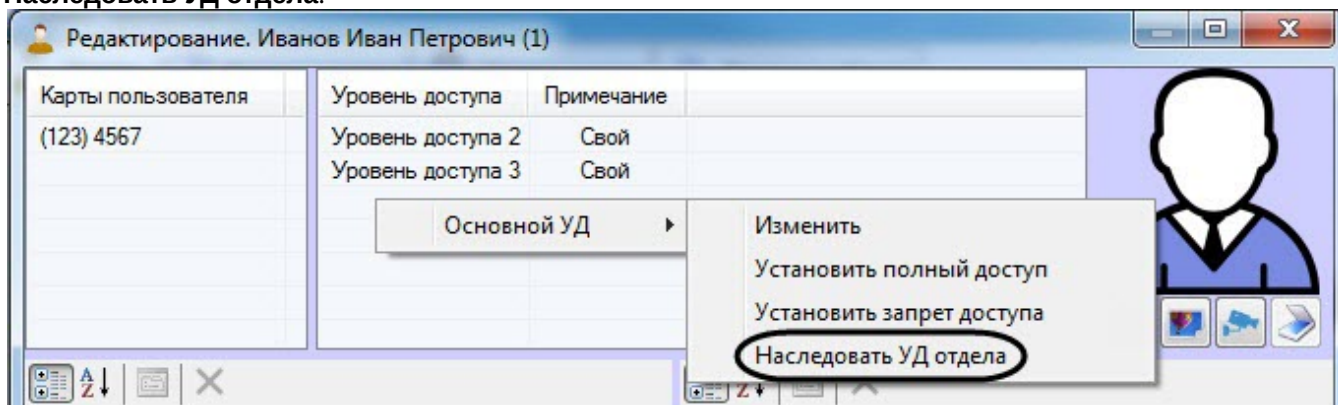 Наследовать УД отдела.
Редактирование. Иванов Иван Петрович (1)
Карты пользователя
(123) 4567
Уровень доступа Примечание
Уровень доступа 2 Свой
Уровень доступа 3 Свой
Основной УД
Изменить
Установить полный доступ
Установить запрет доступа
Наследовать УД отдела